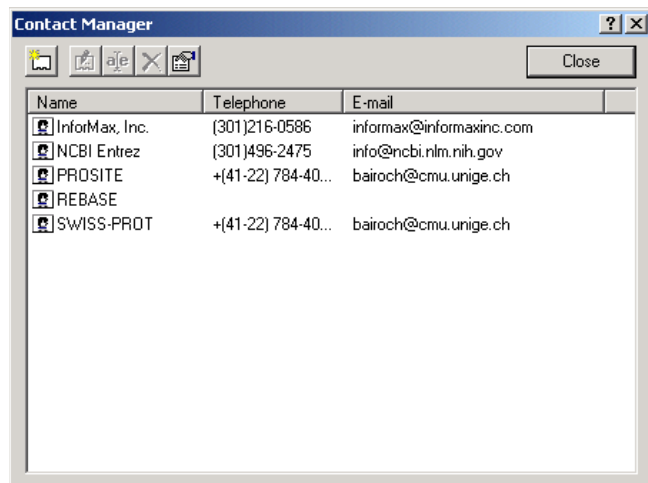 Contact Manager
Close
Name Telephone E-mail
InforMax, Inc. (301)216-0586 informax@informaxinc.com
NCBI Entrez (301)496-2475 info@ncbi.nlm.nih.gov
PROSITE +(41-22) 784-40... bairoch@cmu.unige.ch
REBASE
SWISS-PROT +(41-22) 784-40... bairoch@cmu.unige.ch